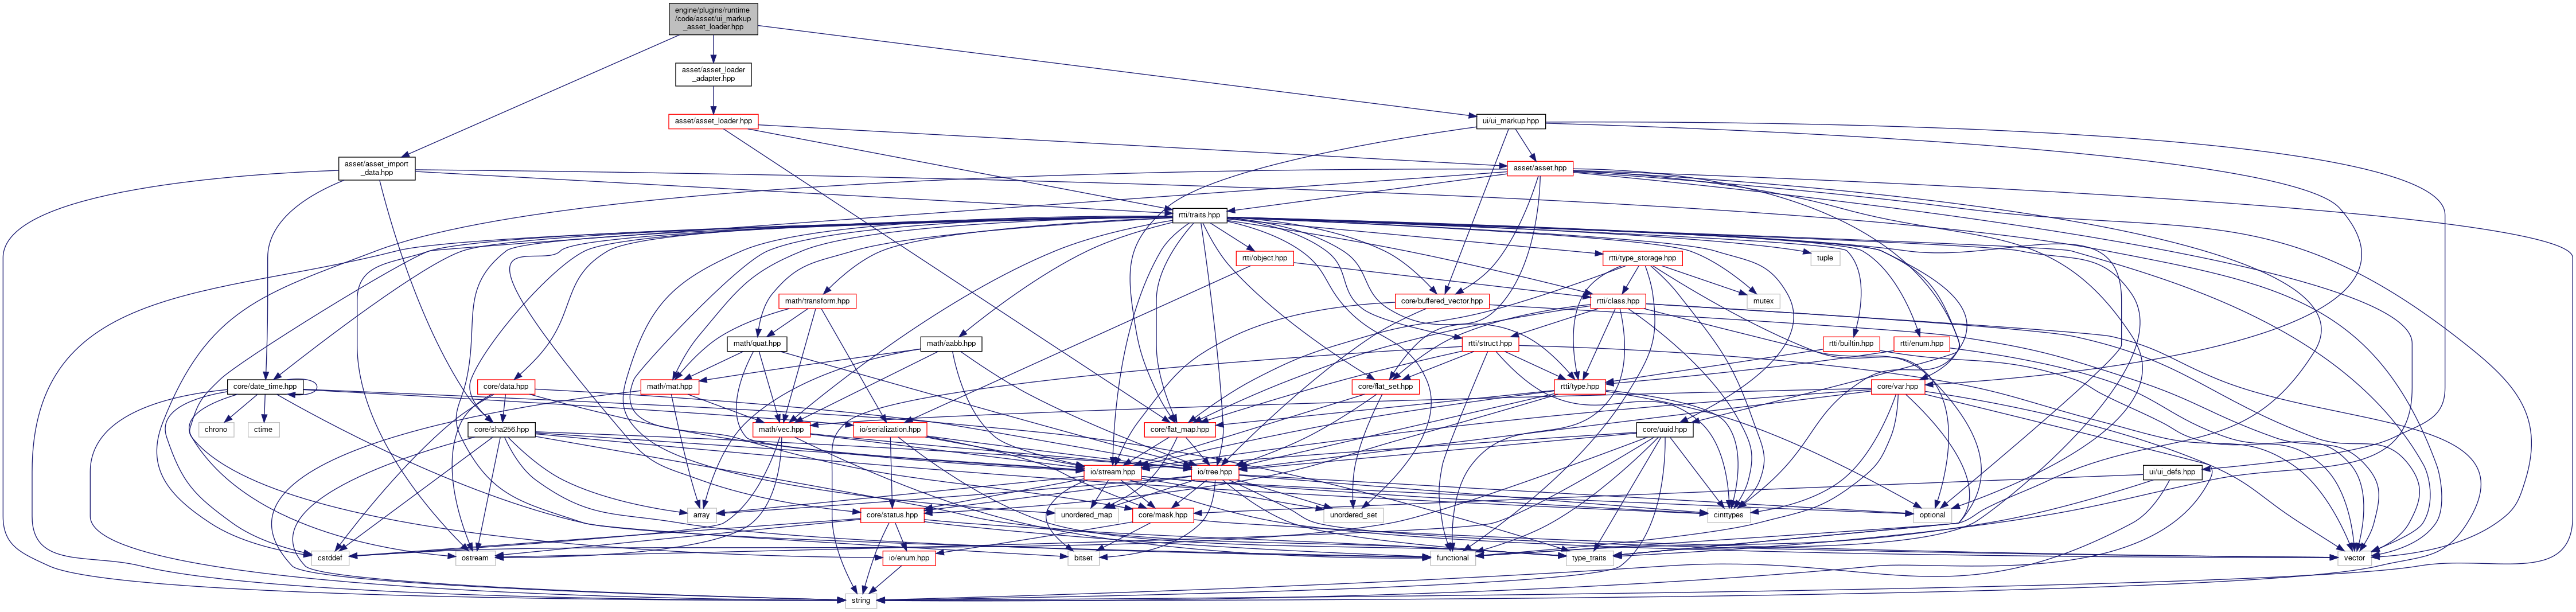 engine/plugins/runtime
/code/asset/ui_markup
_asset_loader.hpp
asset/asset_loader
_adapter.hpp
asset/asset_loader.hpp
ui/ui_markup.hpp
asset/asset_import
_data.hpp
asset/asset.hpp
rtti/traits.hpp
rtti/object.hpp
rtti/type_storage.hpp
tuple
math/transform.hpp
core/buffered_vector.hpp
rtti/class.hpp
mutex
math/quat.hpp
math/aabb.hpp
rtti/struct.hpp
rtti/builtin.hpp
rtti/enum.hpp
core/date_time.hpp
core/data.hpp
math/mat.hpp
core/flat_set.hpp
rtti/type.hpp
core/var.hpp
chrono
ctime
core/sha256.hpp
math/vec.hpp
io/serialization.hpp
core/flat_map.hpp
core/uuid.hpp
io/stream.hpp
io/tree.hpp
ui/ui_defs.hpp
array
core/status.hpp
unordered_map
core/mask.hpp
unordered_set
cinttypes
optional
cstddef
ostream
io/enum.hpp
bitset
functional
type_traits
vector
string